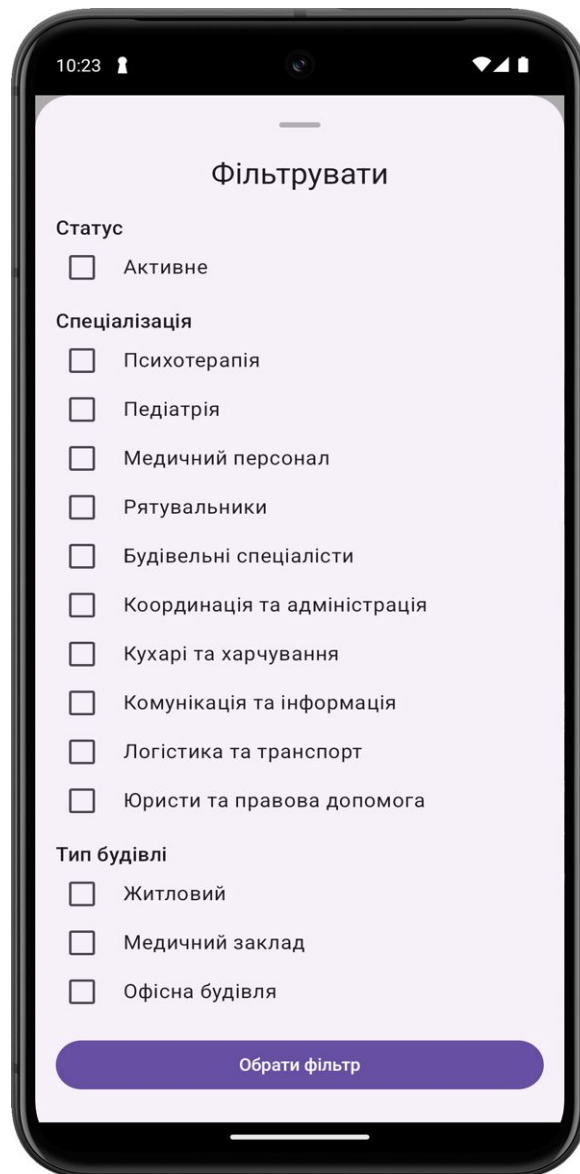 10:23
Фільтрувати
Статус
Активне
Спеціалізація
Психотерапія
Педіатрія
Медичний персонал
Рятувальники
Будівельні спеціалісти
Координація та адміністрація
Кухарі та харчування
Комунікація та інформація
Логістика та транспорт
Юристи та правова допомога
Тип будівлі
Житловий
Медичний заклад
Офісна будівля
Обрати фільтр